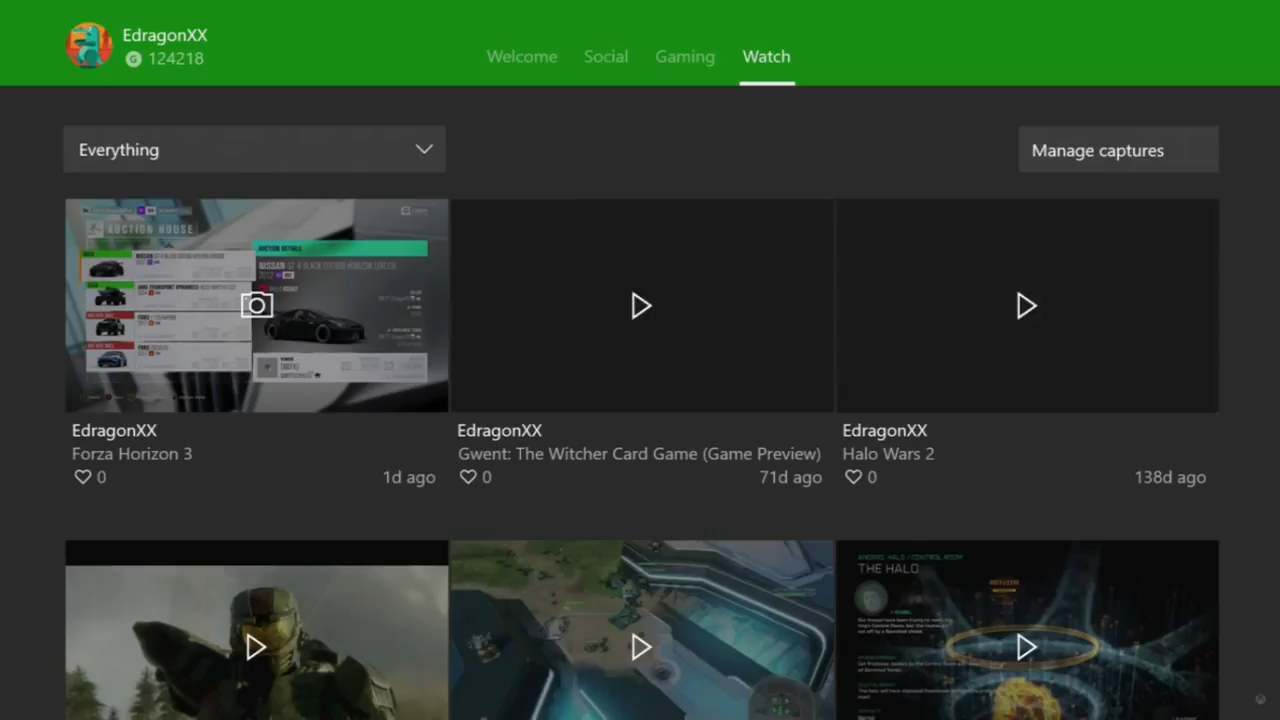 EdragonXX
G 124218
Welcome Social Gaming Watch
Everything
Manage captures
AUCTION HOUSE
AUCTION DETAILS
EdragonXX
Forza Horizon 3
0 1d ago
EdragonXX
Gwent: The Witcher Card Game (Game Preview)
0 71d ago
EdragonXX
Halo Wars 2
0 138d ago
THE HALO